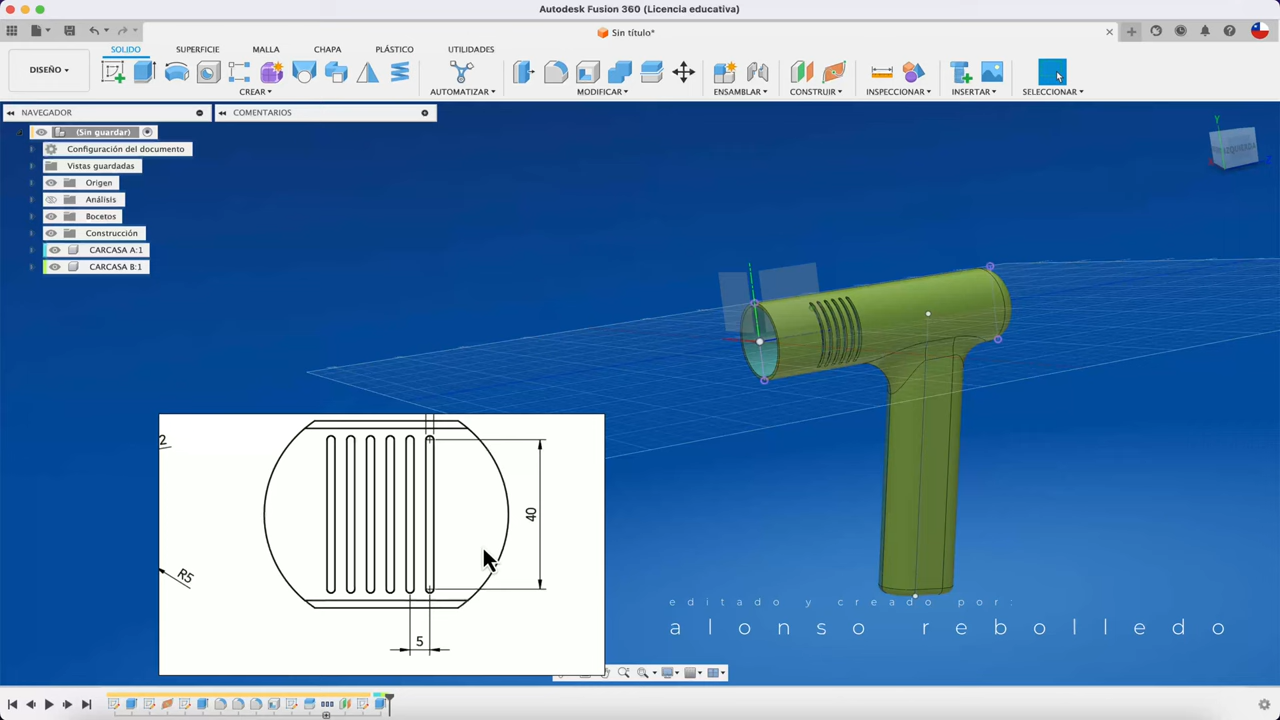 Autodesk Fusion 360 (Licencia educativa)
Sin título*
DISEÑO
SOLIDO
SUPERFICIE
MALLA
CHAPA
PLÁSTICO
UTILIDADES
CREAR
AUTOMATIZAR
MODIFICAR
ENSAMBLAR
CONSTRUIR
INSPECCIONAR
INSERTAR
SELECCIONAR
NAVEGADOR
COMENTARIOS
(Sin guardar)
Configuración del documento
Vistas guardadas
Origen
Análisis
Bocetos
Construcción
CARCASA A:1
CARCASA B:1
Y
IZQUIERDA
2
40
R5
5
editado y creado por:
alonso rebolledo